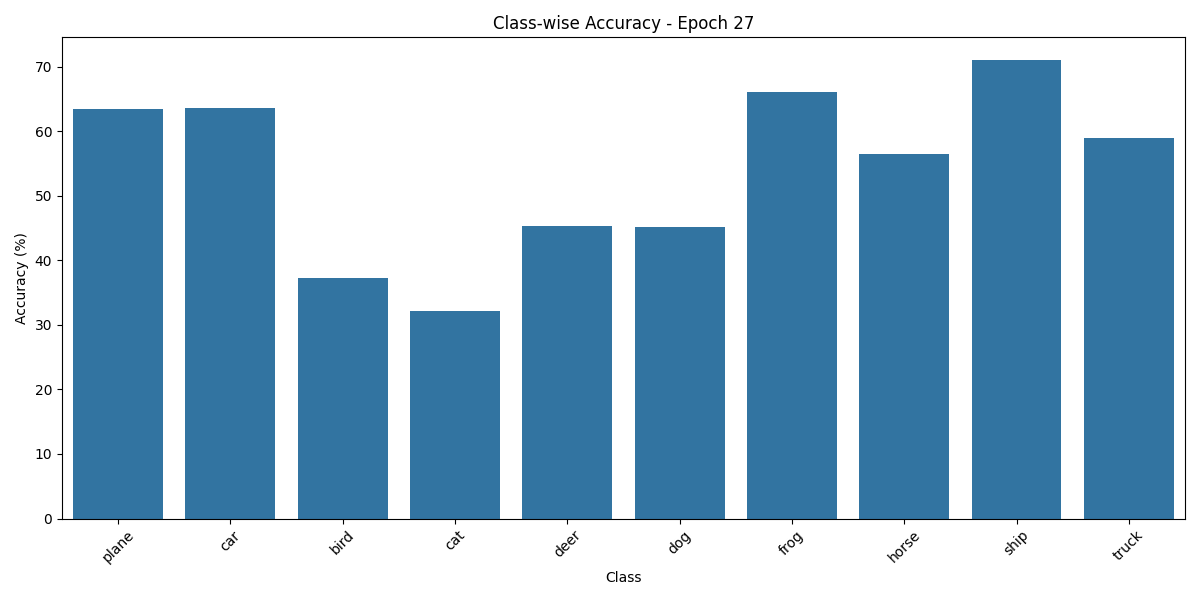 Class-wise Accuracy - Epoch 27
Accuracy (%)
70
60
50
40
30
20
10
0
plane
car
bird
cat
deer
dog
frog
horse
ship
truck
Class